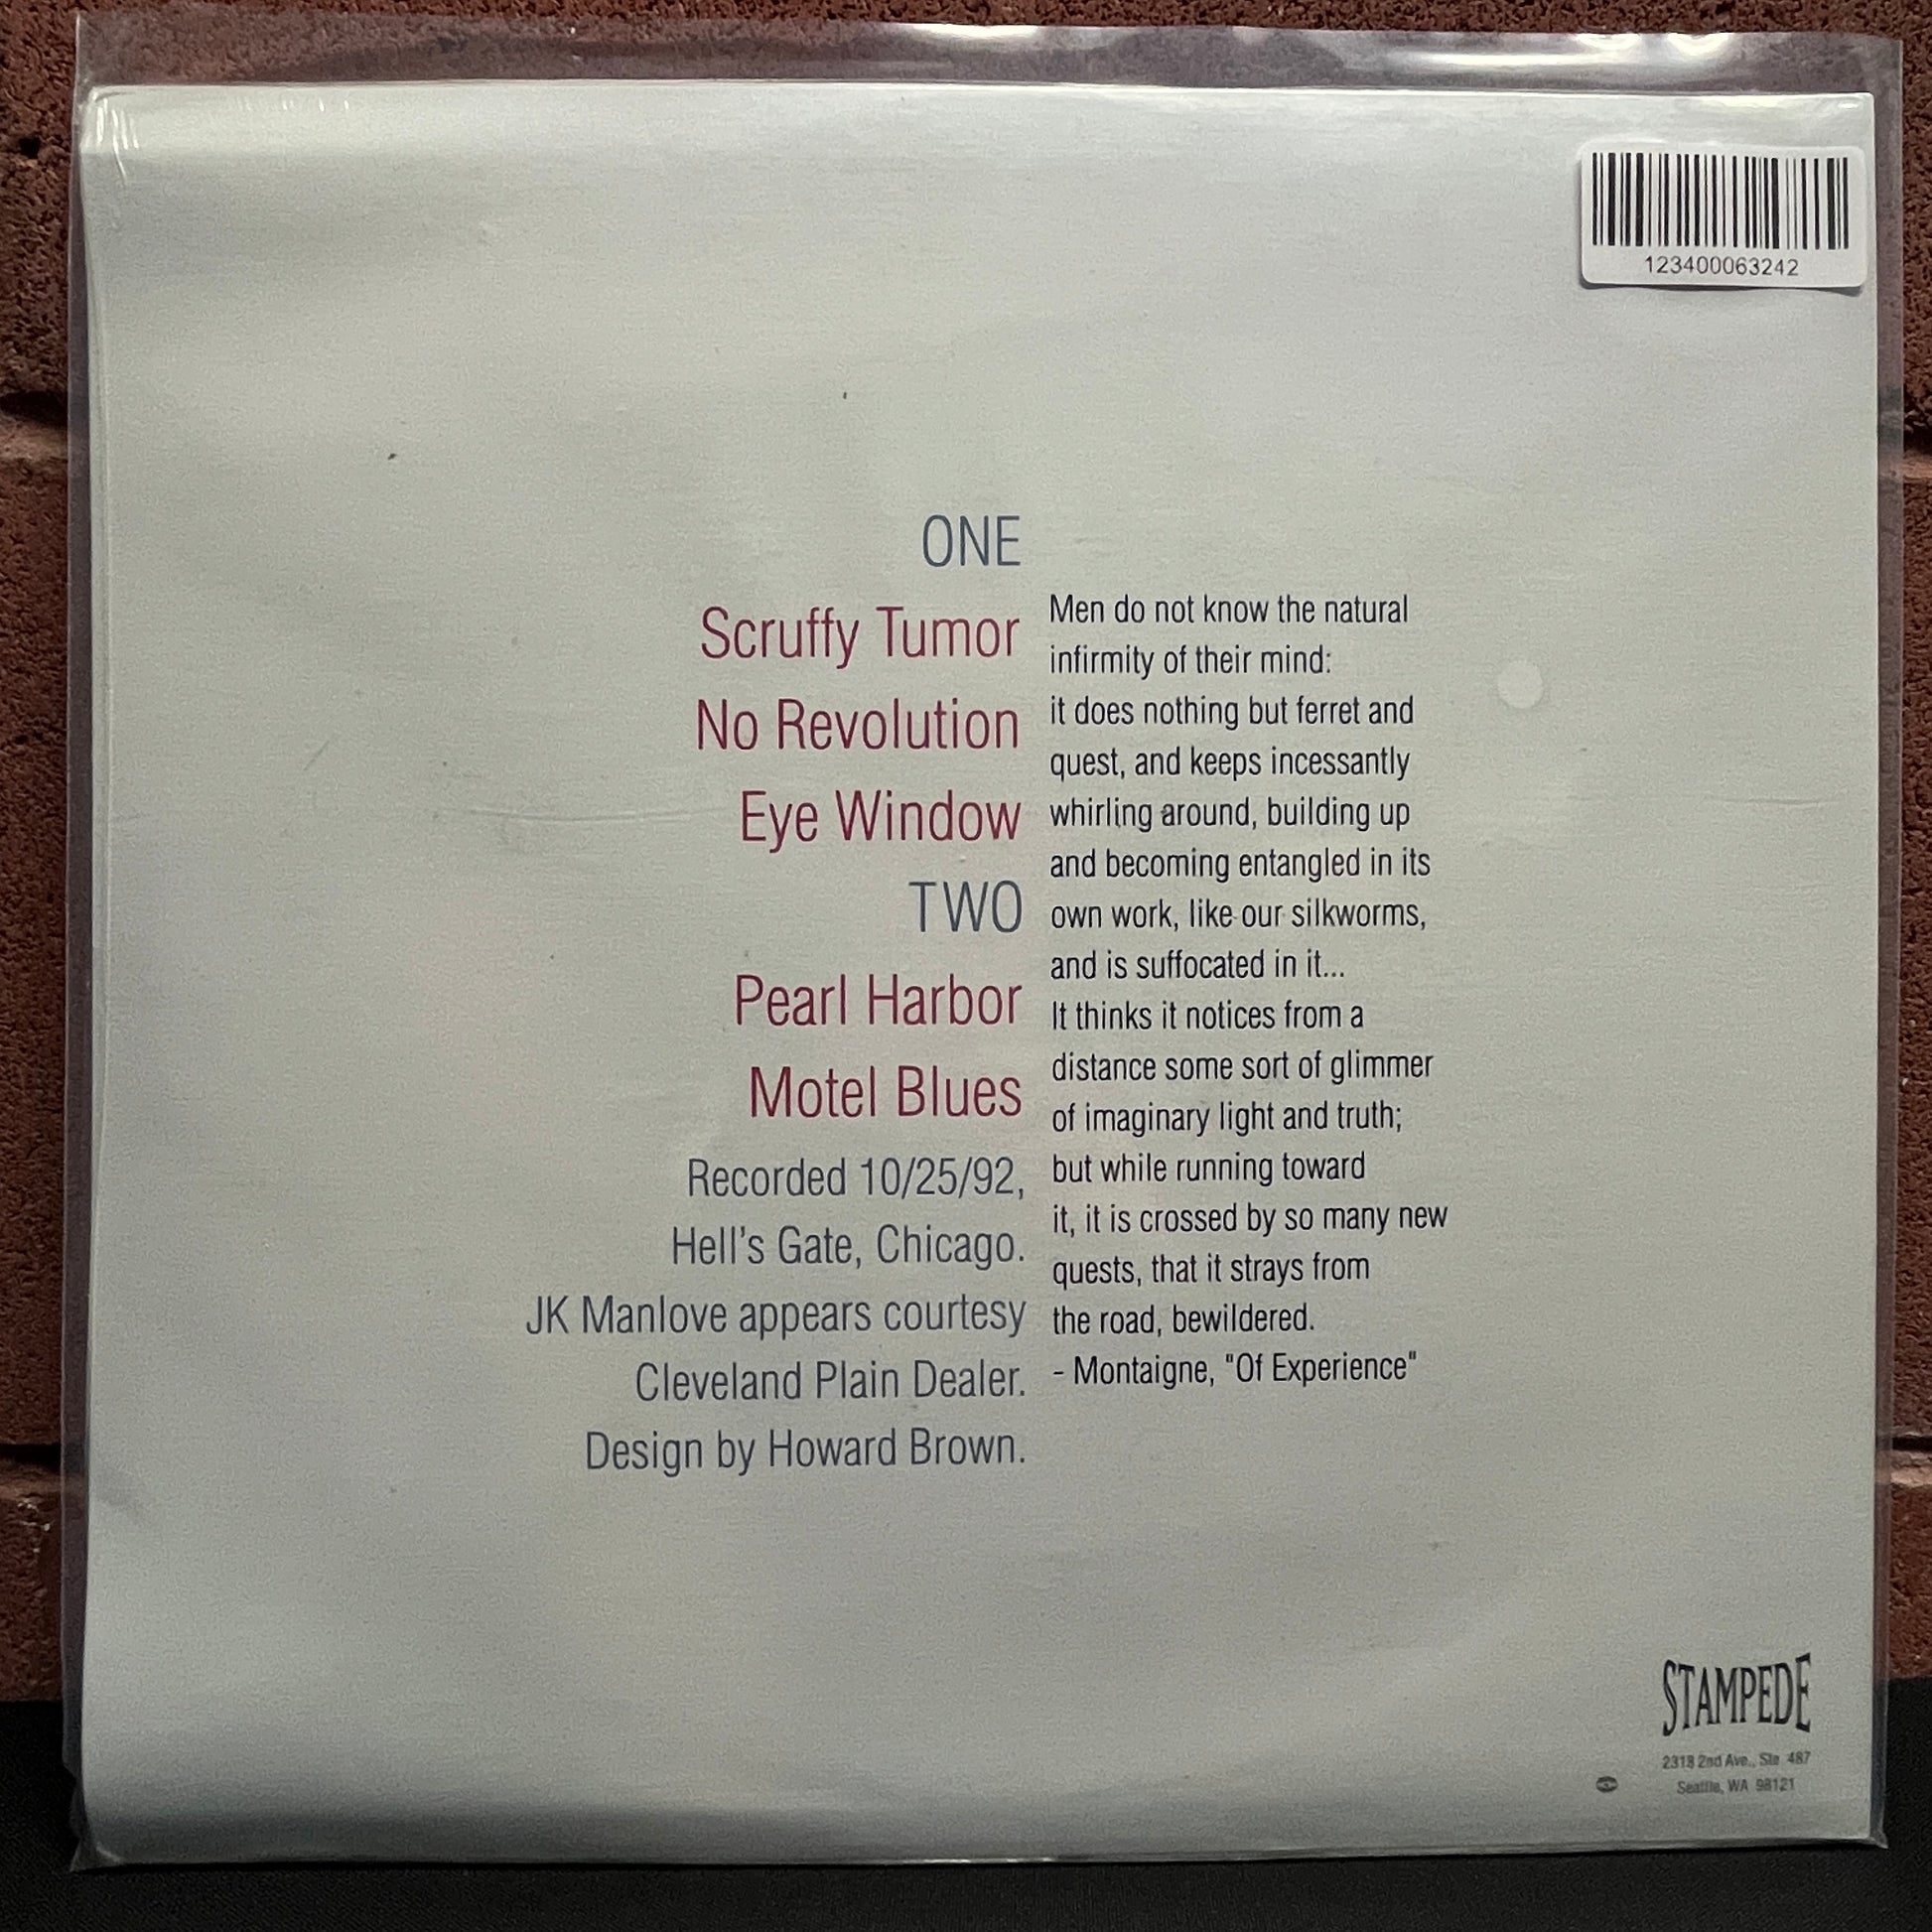 123400063242
ONE
Scruffy Tumor
No Revolution
Eye Window
TWO
Pearl Harbor
Motel Blues
Recorded 10/25/92,
Hell's Gate, Chicago.
JK Manlove appears courtesy
Cleveland Plain Dealer.
Design by Howard Brown.
Men do not know the natural
infirmity of their mind:
it does nothing but ferret and
quest, and keeps incessantly
whirling around, building up
and becoming entangled in its
own work, like our silkworms,
and is suffocated in it...
It thinks it notices from a
distance some sort of glimmer
of imaginary light and truth;
but while running toward
it, it is crossed by so many new
quests, that it strays from
the road, bewildered.
- Montaigne, "Of Experience"
STAMPEDE
2318 2nd Ave., Ste. 487
Seattle, WA 98121